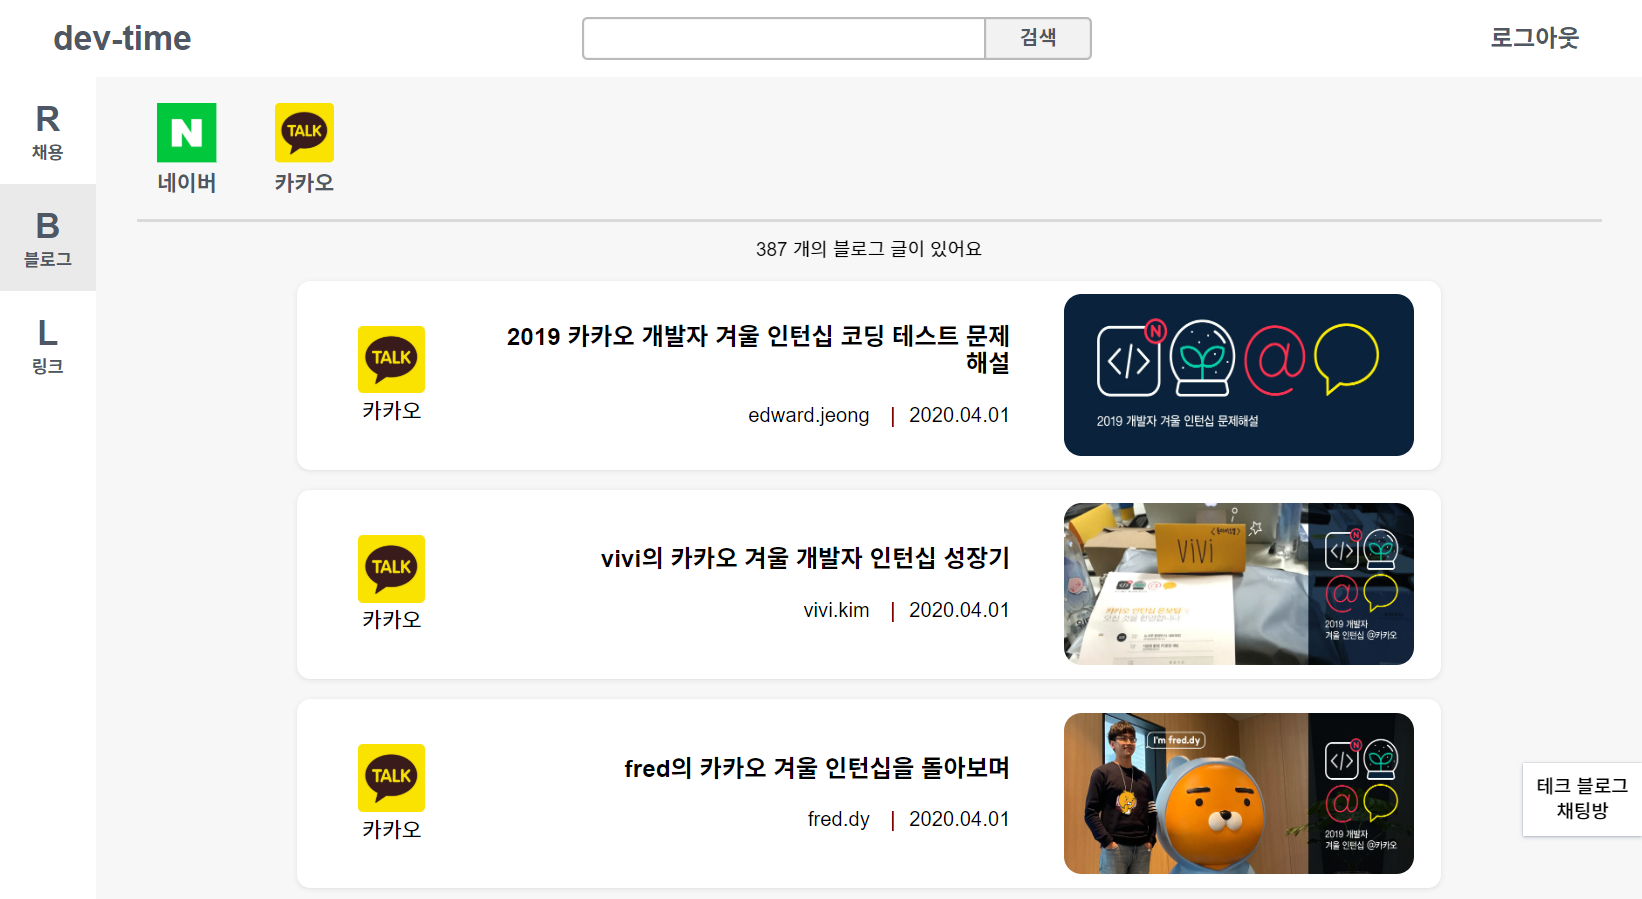 dev-time
검색
로그아웃
R
채용
B
블로그
L
링크
N
네이버
TALK
카카오
387 개의 블로그 글이 있어요
TALK
카카오
2019 카카오 개발자 겨울 인턴십 코딩 테스트 문제
해설
edward.jeong | 2020.04.01
N
</>
@
2019 개발자 겨울 인턴십 문제해설
TALK
카카오
vivi의 카카오 겨울 개발자 인턴십 성장기
vivi.kim | 2020.04.01
ViVi
카카오 인턴십
N
</>
@
2019 개발자
겨울 인턴십 @카카오
TALK
카카오
fred의 카카오 겨울 인턴십을 돌아보며
fred.dy | 2020.04.01
I'm fred.dy
N
</>
@
2019 개발자
겨울 인턴십 @카카오
테크 블로그
채팅방